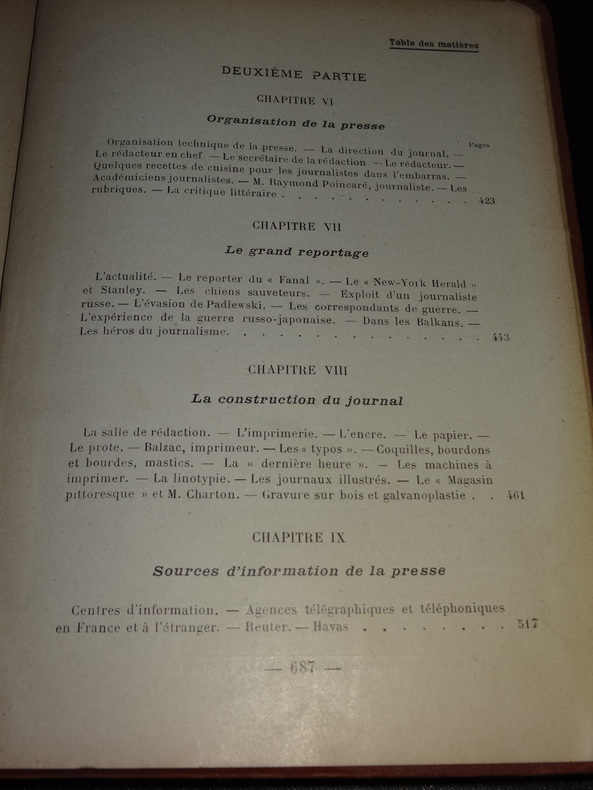 Table des matières
DEUXIÈME PARTIE
CHAPITRE VI
Organisation de la presse
Pages
Organisation technique de la presse. — La direction du journal. —
Le rédacteur en chef. — Le secrétaire de la rédaction. — Le rédacteur. —
Quelques recettes de cuisine pour les journalistes dans l'embarras. —
Académiciens journalistes. — M. Raymond Poincaré, journaliste. — Les
rubriques. — La critique littéraire . . . . . . . . . . . . 423
CHAPITRE VII
Le grand reportage
L'actualité. — Le reporter du « Fanal ». — Le « New-York Herald »
et Stanley. — Les chiens sauveteurs. — Exploit d'un journaliste
russe. — L'évasion de Padlewski. — Les correspondants de guerre. —
L'expérience de la guerre russo-japonaise. — Dans les Balkans. —
Les héros du journalisme. . . . . . . . . . . . . . . 443
CHAPITRE VIII
La construction du journal
La salle de rédaction. — L'imprimerie. — L'encre. — Le papier. —
Le prote. — Balzac, imprimeur. — Les « typos ». — Coquilles, bourdons
et bourdes, mastics. — La « dernière heure ». — Les machines à
imprimer. — La linotypie. — Les journaux illustrés. — Le « Magasin
pittoresque » et M. Charton. — Gravure sur bois et galvanoplastie . . 461
CHAPITRE IX
Sources d'information de la presse
Centres d'information. — Agences télégraphiques et téléphoniques
en France et à l'étranger. — Reuter. — Havas . . . . . . . . 517
— 687 —